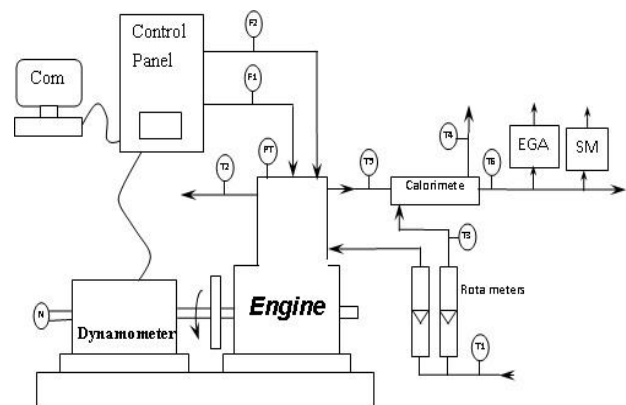 F2
Control
Panel
Com
F1
T4
EGA
SM
T2
PT
T5
T6
Calorimete
T3
Engine
Rota meters
N
Dynamometer
T1